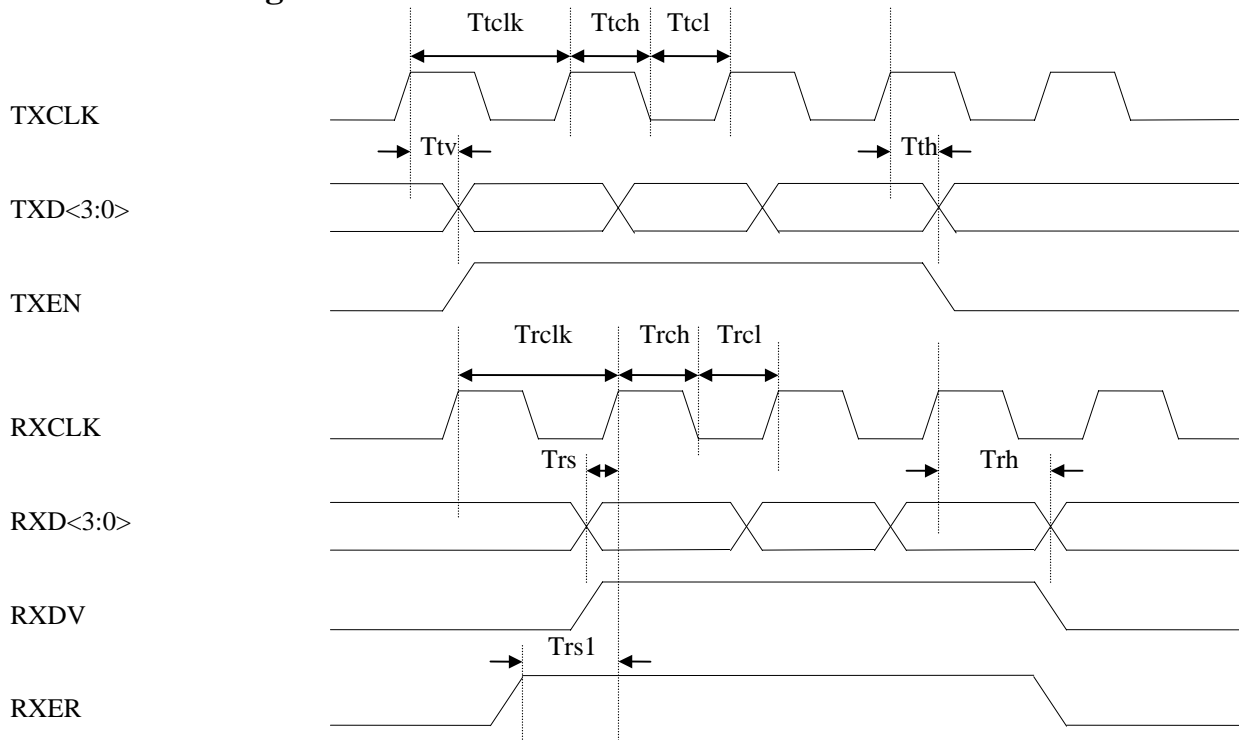 Ttclk Ttch Ttcl
TXCLK
Ttv Tth
TXD<3:0>
TXEN
Trclk Trch Trcl
RXCLK
Trs Trh
RXD<3:0>
RXDV
Trs1
RXER